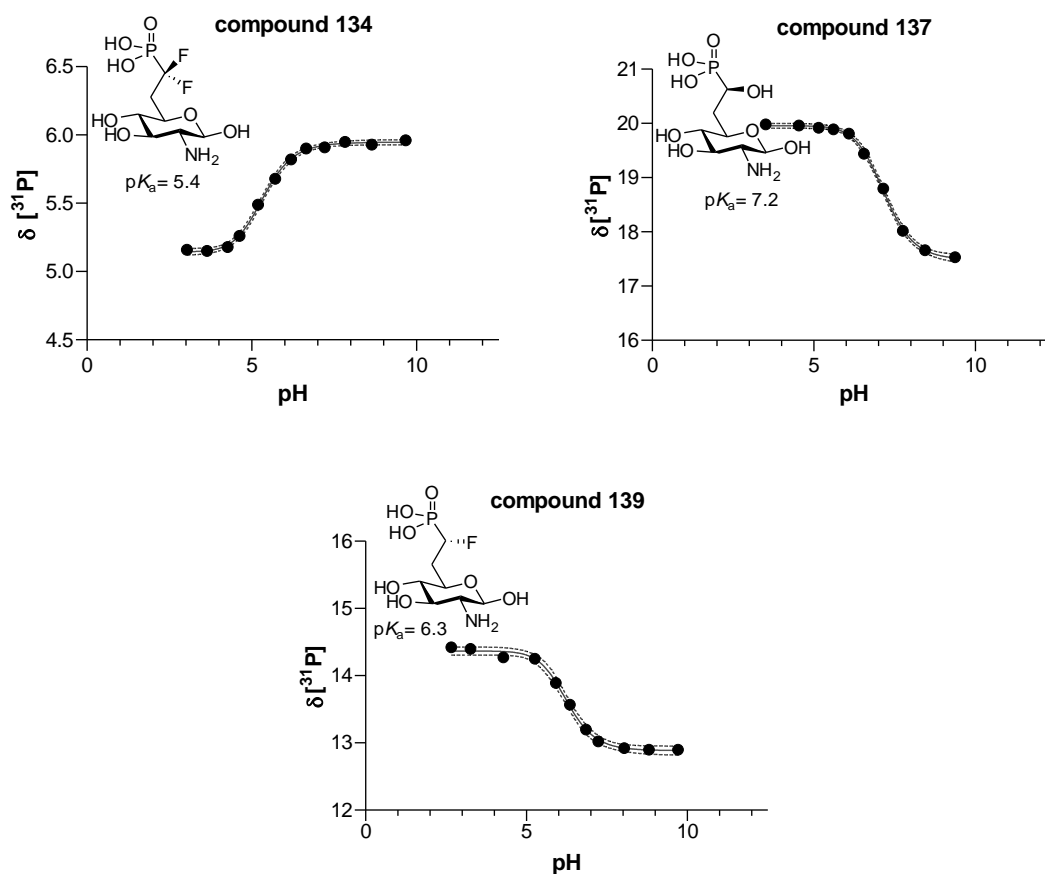 compound 134
O
HO
P
HO
F
F
HO
O
HO
OH
NH₂
pKₐ= 5.4
6.5
6.0
5.5
5.0
4.5
δ [³¹P]
0
5
10
pH
compound 137
O
HO
P
HO
OH
HO
O
HO
OH
NH₂
pKₐ= 7.2
21
20
19
18
17
16
δ[³¹P]
0
5
10
pH
compound 139
O
HO
P
HO
F
HO
O
HO
OH
NH₂
pKₐ= 6.3
16
15
14
13
12
δ[³¹P]
0
5
10
pH